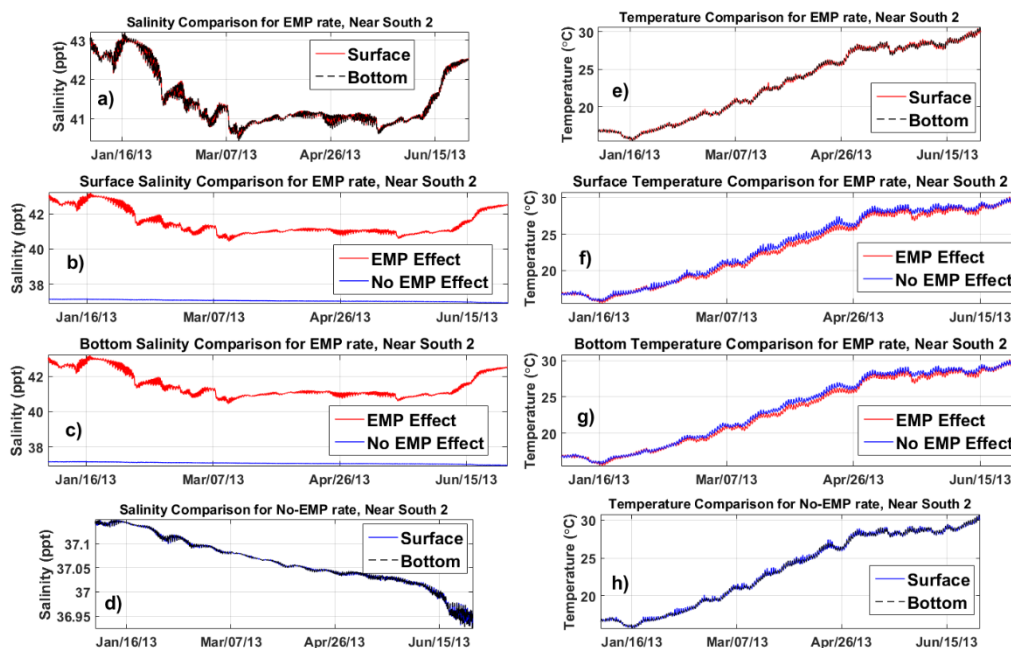 Salinity Comparison for EMP rate, Near South 2
Salinity (ppt)
43
42
41
a)
Surface
Bottom
Jan/16/13 Mar/07/13 Apr/26/13 Jun/15/13
Surface Salinity Comparison for EMP rate, Near South 2
Salinity (ppt)
42
40
38
b)
EMP Effect
No EMP Effect
Jan/16/13 Mar/07/13 Apr/26/13 Jun/15/13
Bottom Salinity Comparison for EMP rate, Near South 2
Salinity (ppt)
42
40
38
c)
EMP Effect
No EMP Effect
Jan/16/13 Mar/07/13 Apr/26/13 Jun/15/13
Salinity Comparison for No-EMP rate, Near South 2
Salinity (ppt)
37.1
37.05
37
36.95
d)
Surface
Bottom
Jan/16/13 Mar/07/13 Apr/26/13 Jun/15/13
Temperature Comparison for EMP rate, Near South 2
Temperature (°C)
30
20
e)
Surface
Bottom
Jan/16/13 Mar/07/13 Apr/26/13 Jun/15/13
Surface Temperature Comparison for EMP rate, Near South 2
Temperature (°C)
30
25
20
f)
EMP Effect
No EMP Effect
Jan/16/13 Mar/07/13 Apr/26/13 Jun/15/13
Bottom Temperature Comparison for EMP rate, Near South 2
Temperature (°C)
30
25
20
g)
EMP Effect
No EMP Effect
Jan/16/13 Mar/07/13 Apr/26/13 Jun/15/13
Temperature Comparison for No-EMP rate, Near South 2
Temperature (°C)
30
25
20
h)
Surface
Bottom
Jan/16/13 Mar/07/13 Apr/26/13 Jun/15/13